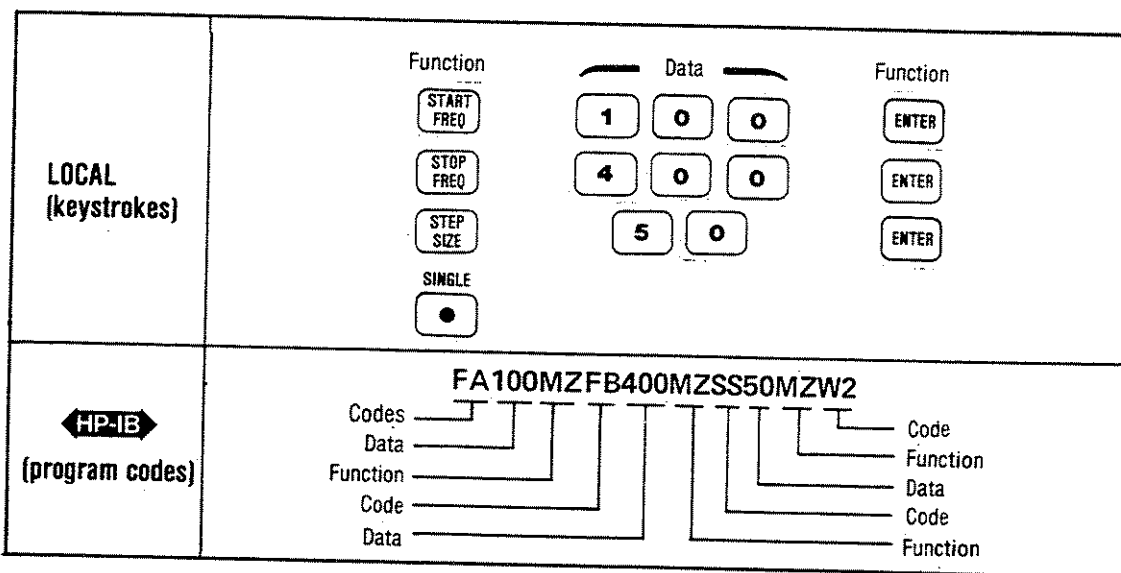 LOCAL
(keystrokes)
Function Data Function
START
FREQ
1 0 0
ENTER
STOP
FREQ
4 0 0
ENTER
STEP
SIZE
5 0
ENTER
SINGLE
HP-IB
(program codes)
FA100MZFB400MZSS50MZW2
Codes
Data
Function
Code
Data
Code
Function
Data
Code
Function